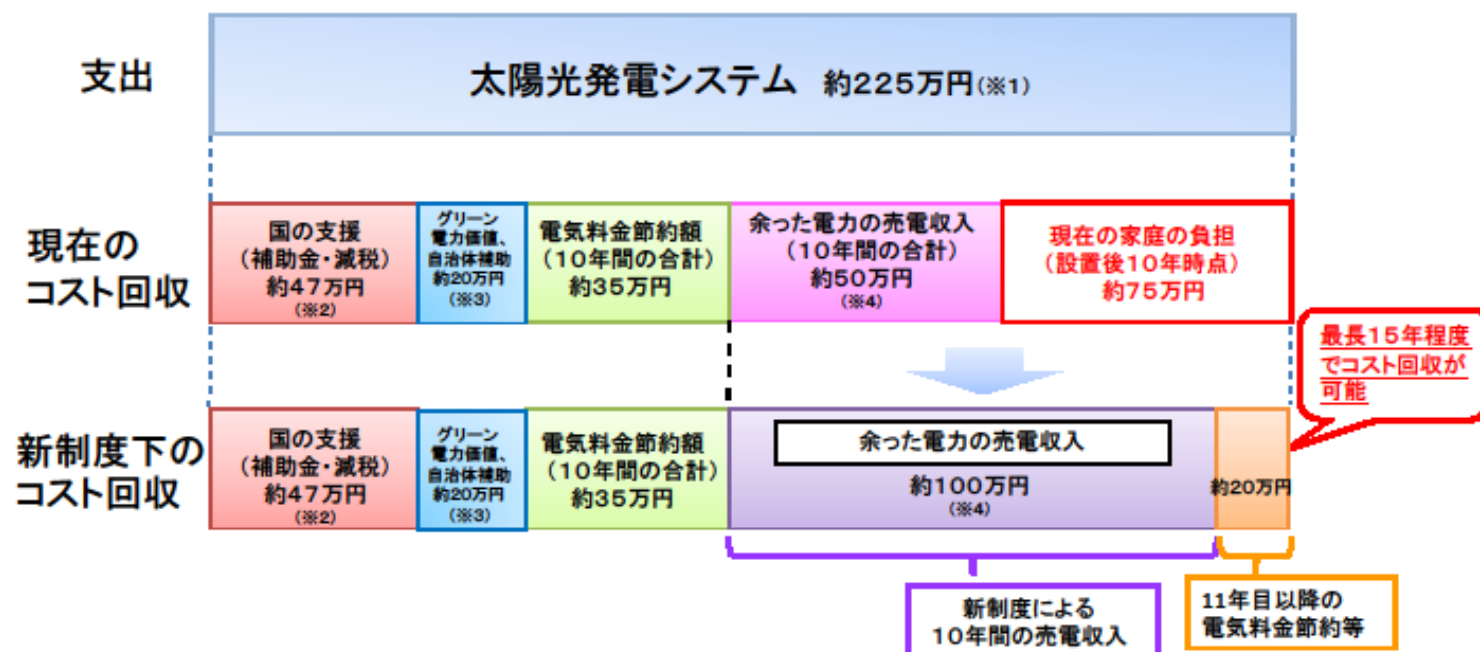 支出
太陽光発電システム 約225万円(※1)
現在の
コスト回収
国の支援
(補助金・減税)
約47万円
(※2)
グリーン
電力価値、
自治体補助
約20万円
(※3)
電気料金節約額
(10年間の合計)
約35万円
余った電力の売電収入
(10年間の合計)
約50万円
(※4)
現在の家庭の負担
(設置後10年時点)
約75万円
最長15年程度
でコスト回収が
可能
新制度下の
コスト回収
国の支援
(補助金・減税)
約47万円
(※2)
グリーン
電力価値、
自治体補助
約20万円
(※3)
電気料金節約額
(10年間の合計)
約35万円
余った電力の売電収入
約100万円
(※4)
約20万円
新制度による
10年間の売電収入
11年目以降の
電気料金節約等